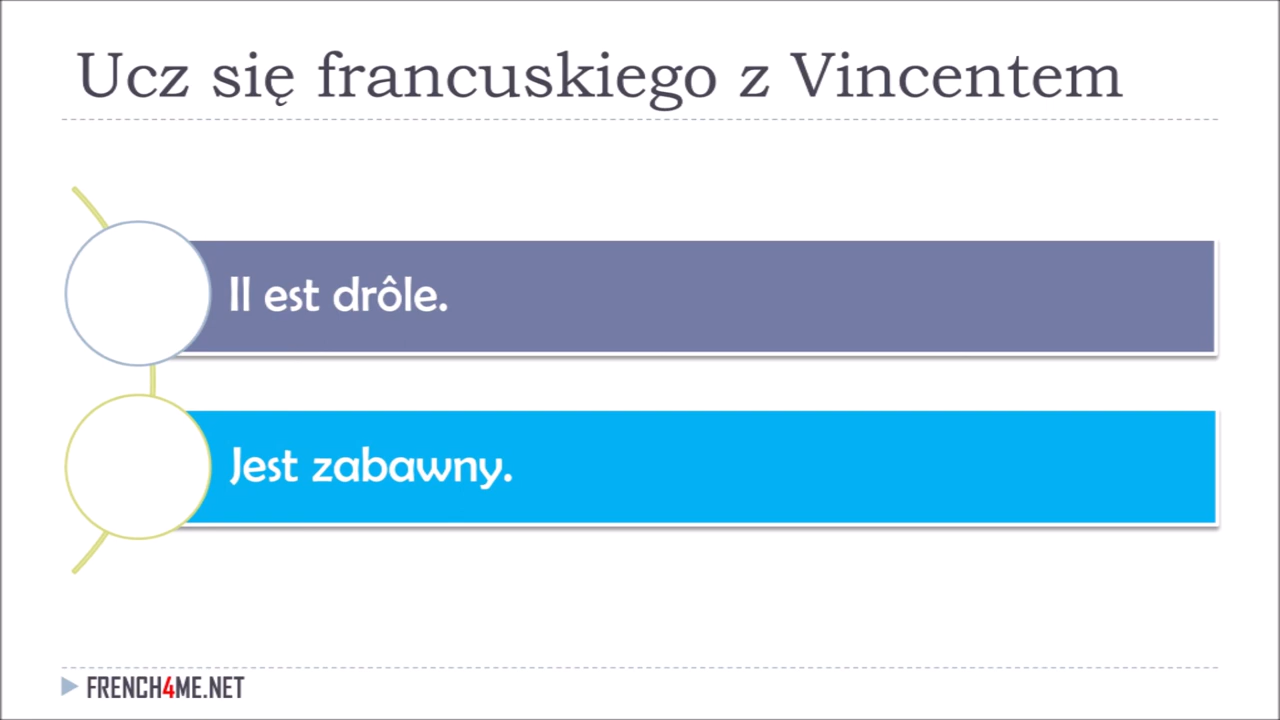 Ucz się francuskiego z Vincentem
Il est drôle.
Jest zabawny.
FRENCH4ME.NET